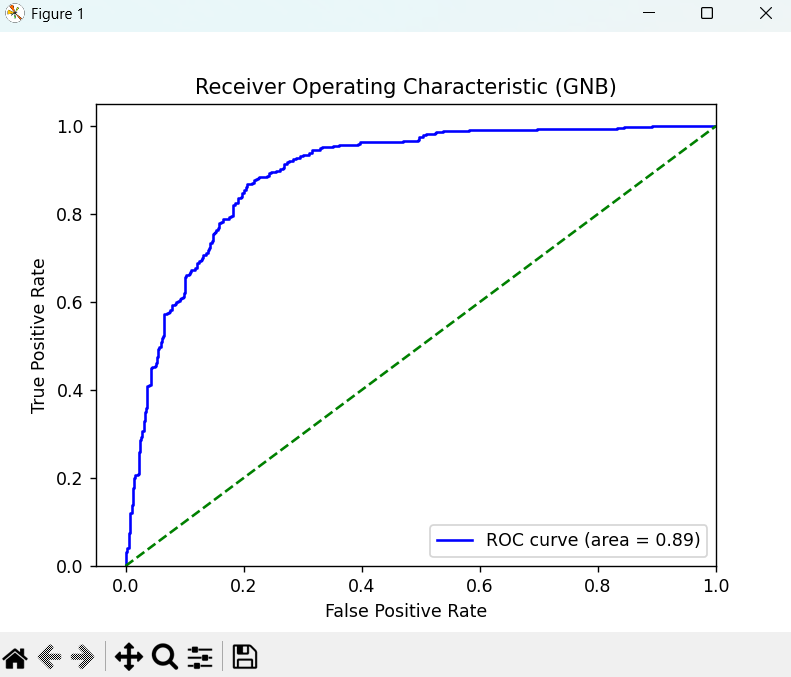 Figure 1
Receiver Operating Characteristic (GNB)
1.0
0.8
0.6
0.4
0.2
0.0
True Positive Rate
ROC curve (area = 0.89)
0.0 0.2 0.4 0.6 0.8 1.0
False Positive Rate